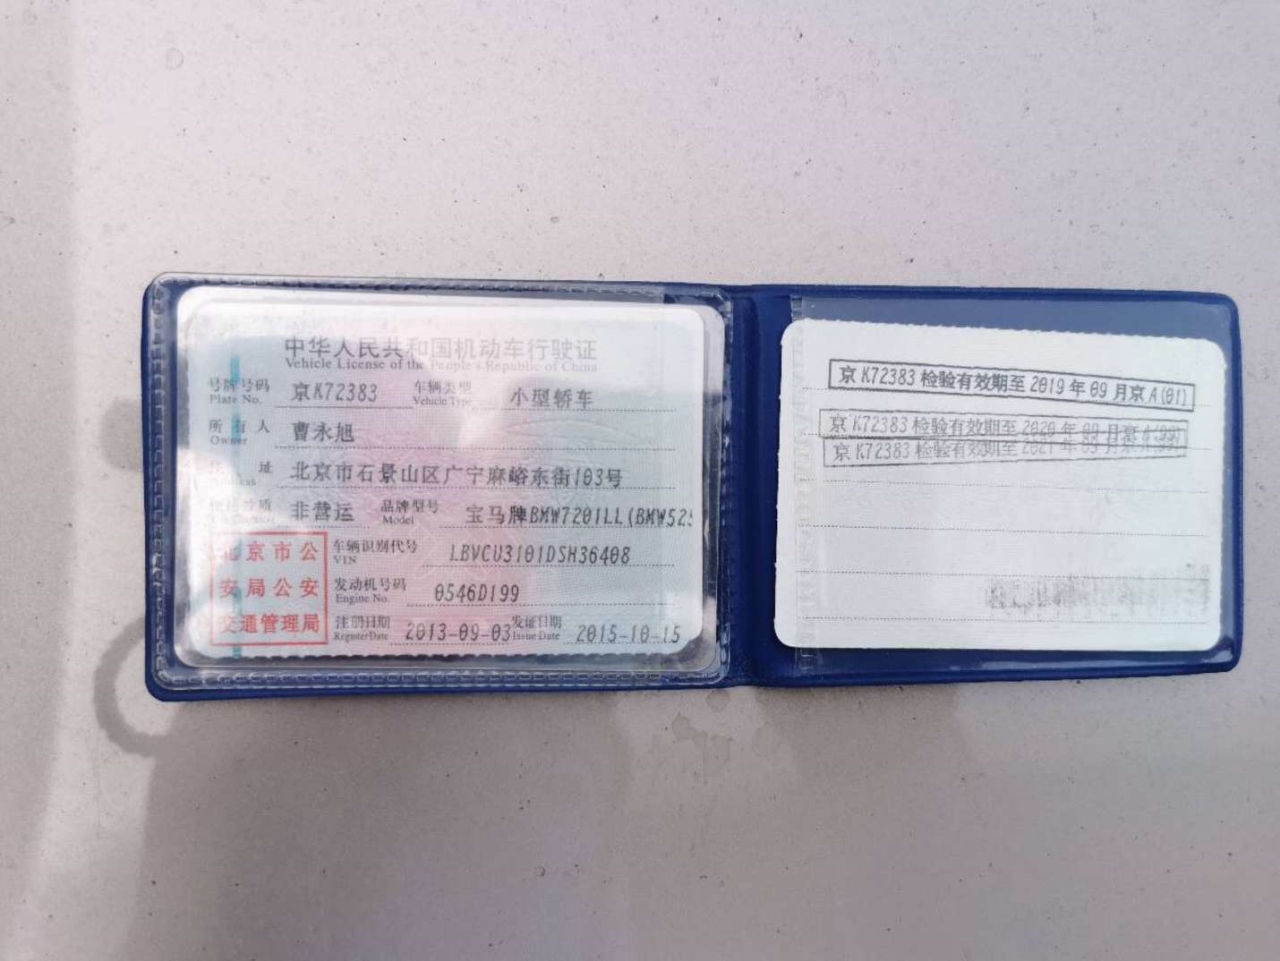 中华人民共和国机动车行驶证
Vehicle License of the People's Republic of China
号牌号码 京K72383 车辆类型 小型轿车
Plate No. Vehicle Type
所有人 曹永旭
Owner
住 址 北京市石景山区广宁麻峪东街103号
Address
使用性质 非营运 品牌型号 宝马牌BMW7201LL(BMW525
Model
北京市公
安局公安
交通管理局
车辆识别代号 LBVCU3101DSH36408
VIN
发动机号码 0546D199
Engine No.
注册日期 2013-09-03 发证日期 2015-10-15
Register Date Issue Date
京K72383检验有效期至2019年09月京A(01)
京K72383检验有效期至2020年09月京A
京K72383检验有效期至2021年 月京A